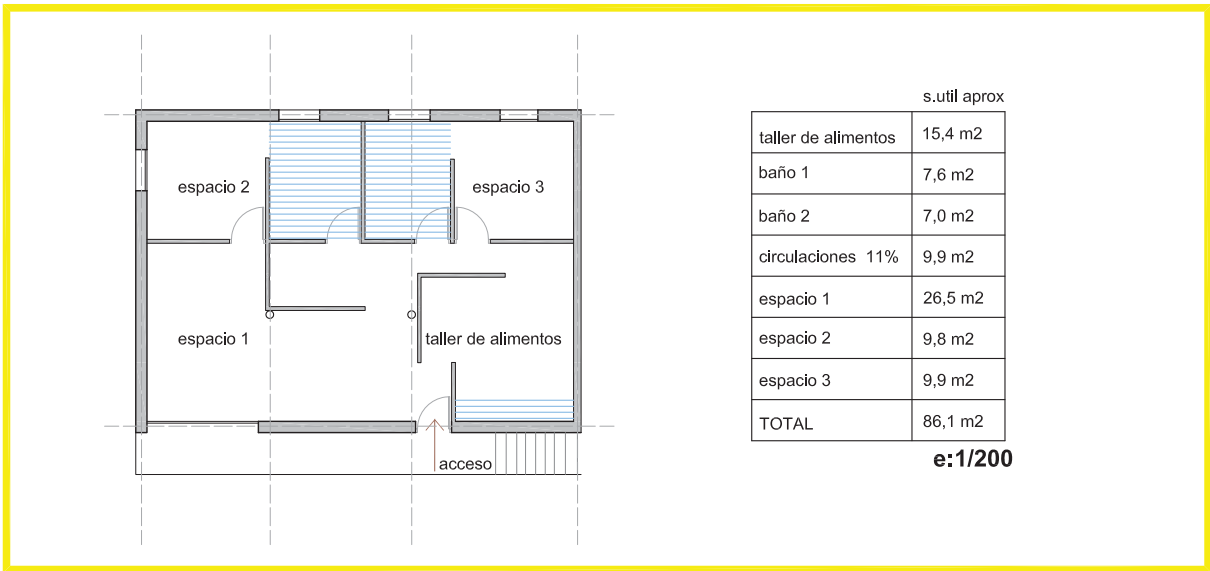 espacio 2
espacio 3
espacio 1
taller de alimentos
acceso
s.util aprox
taller de alimentos 15,4 m2
baño 1 7,6 m2
baño 2 7,0 m2
circulaciones 11% 9,9 m2
espacio 1 26,5 m2
espacio 2 9,8 m2
espacio 3 9,9 m2
TOTAL 86,1 m2
e:1/200